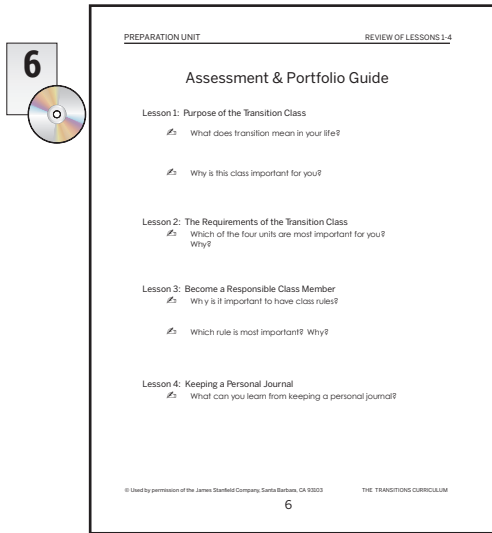 6
PREPARATION UNIT REVIEW OF LESSONS 1-4
Assessment & Portfolio Guide
Lesson 1: Purpose of the Transition Class
✍ What does transition mean in your life?
✍ Why is this class important for you?
Lesson 2: The Requirements of the Transition Class
✍ Which of the four units are most important for you?
Why?
Lesson 3: Become a Responsible Class Member
✍ Why is it important to have class rules?
✍ Which rule is most important? Why?
Lesson 4: Keeping a Personal Journal
✍ What can you learn from keeping a personal journal?
© Used by permission of the James Stanfield Company, Santa Barbara, CA 93103 THE TRANSITIONS CURRICULUM
6